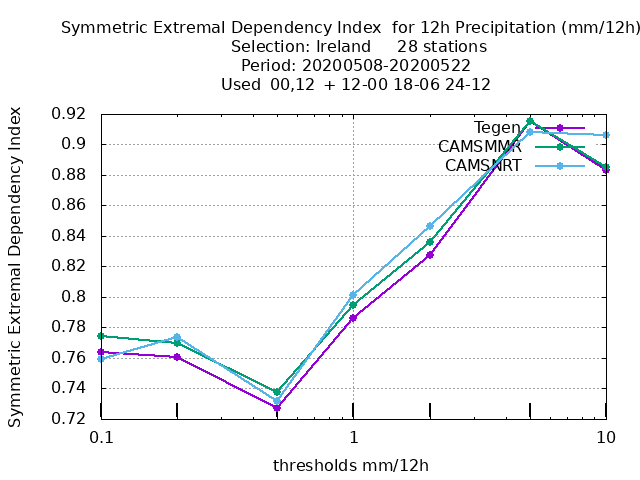 Symmetric Extremal Dependency Index  for 12h Precipitation (mm/12h)
Selection: Ireland     28 stations
Period: 20200508-20200522
Used  00,12  + 12-00 18-06 24-12
Symmetric Extremal Dependency Index
0.92
0.9
0.88
0.86
0.84
0.82
0.8
0.78
0.76
0.74
0.72
Tegen
CAMSMMR
CAMSNRT
0.1
1
10
thresholds mm/12h